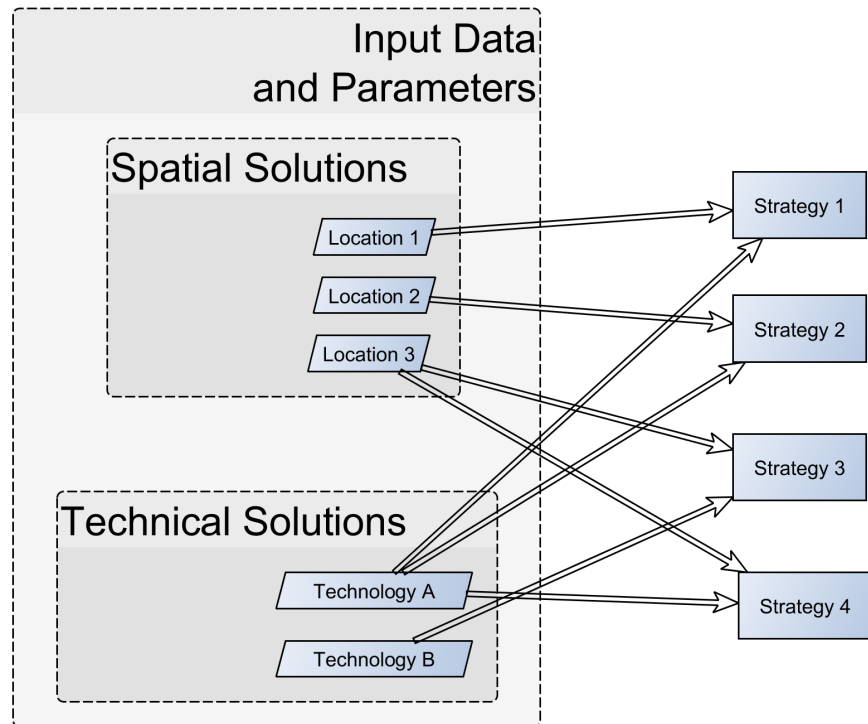 Input Data
and Parameters
Spatial Solutions
Location 1
Location 2
Location 3
Technical Solutions
Technology A
Technology B
Strategy 1
Strategy 2
Strategy 3
Strategy 4